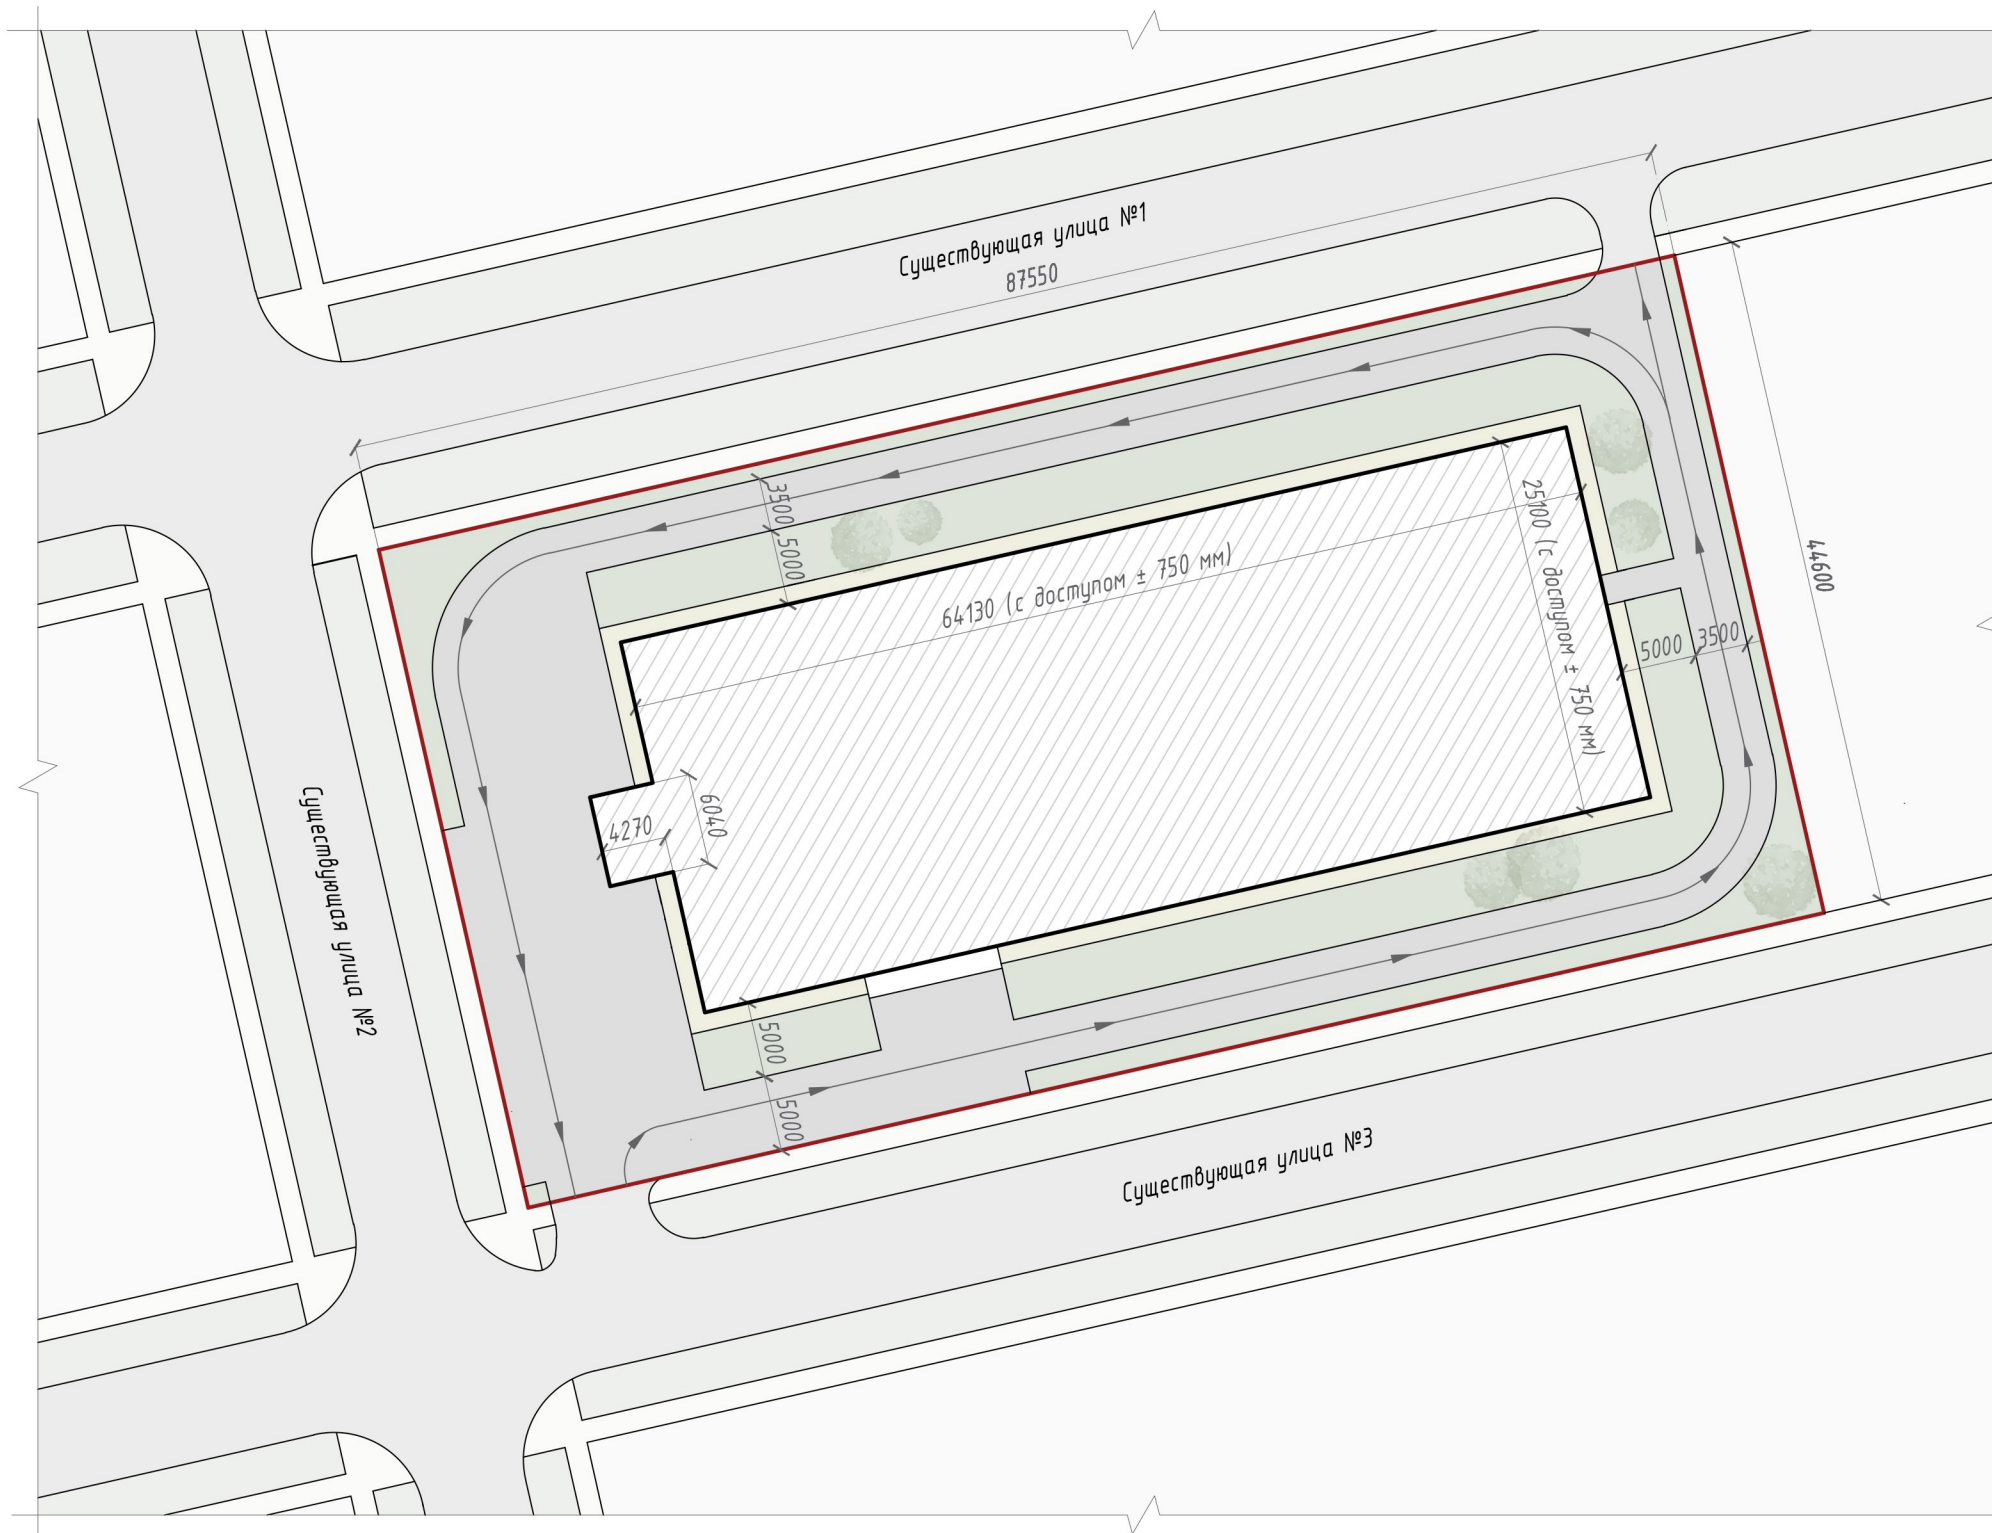 Существующая улица №1
87550
3500
5000
64130 (с доступом ± 750 мм)
25100 (с доступом ± 750 мм)
44600
5000
3500
6040
4270
Существующая улица №2
5000
5000
Существующая улица №3